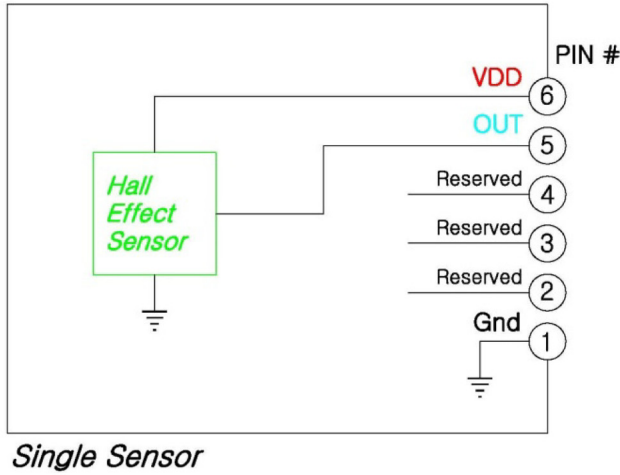 PIN #
VDD
6
OUT
5
Hall
Effect
Sensor
Reserved
4
Reserved
3
Reserved
2
Gnd
1
Single Sensor